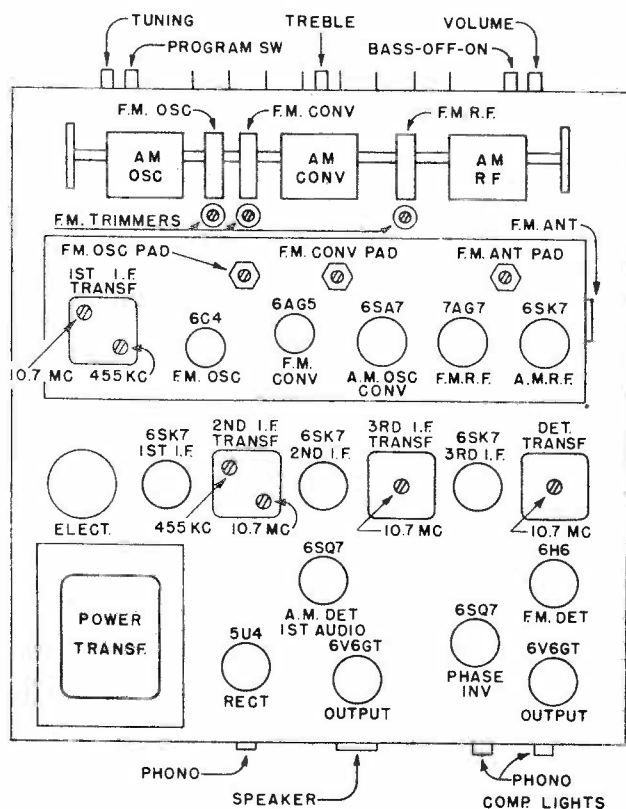 TUNING
PROGRAM SW
TREBLE
VOLUME
BASS-OFF-ON
F.M. OSC
F.M. CONV
F.M R.F.
A M
OSC
A M
CONV
A M
R F
F.M. TRIMMERS
F.M. ANT
F.M. OSC PAD
F.M. CONV PAD
F.M. ANT PAD
1ST I.F.
TRANSF
10.7 MC
455 KC
6C4
F.M. OSC
6AG5
F.M.
CONV
6SA7
A.M. OSC
CONV
7AG7
F.M.R.F.
6SK7
A.M.R.F.
ELECT.
6SK7
1ST I.F.
2ND I.F.
TRANSF
455 KC
10.7 MC
6SK7
2ND I.F.
3RD I.F.
TRANSF
10.7 MC
6SK7
3RD I.F.
DET.
TRANSF
10.7 MC
POWER
TRANSF.
6SQ7
A.M. DET
1ST AUDIO
6H6
F.M. DET
5U4
RECT
6V6GT
OUTPUT
6SQ7
PHASE
INV
6V6GT
OUTPUT
PHONO
SPEAKER
PHONO
COMP. LIGHTS